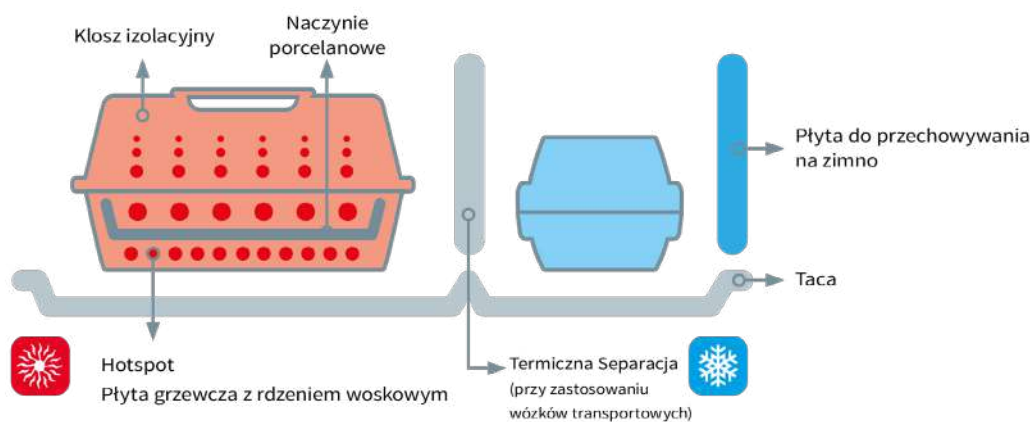 Klosz izolacyjny
Naczynie
porcelanowe
Płyta do przechowywania
na zimno
Taca
Hotspot
Płyta grzewcza z rdzeniem woskowym
Termiczna Separacja
(przy zastosowaniu
wózków transportowych)